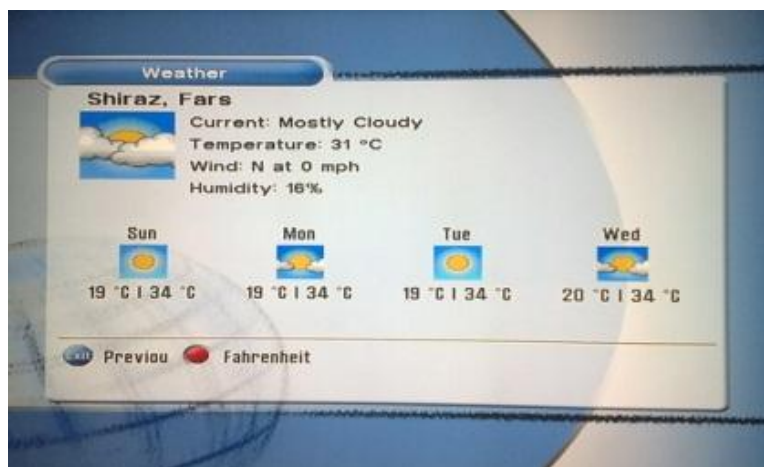 Weather
Shiraz, Fars
Current: Mostly Cloudy
Temperature: 31 °C
Wind: N at 0 mph
Humidity: 16%
Sun Mon Tue Wed
19 °C | 34 °C 19 °C | 34 °C 19 °C | 34 °C 20 °C | 34 °C
Exit Previou Fahrenheit